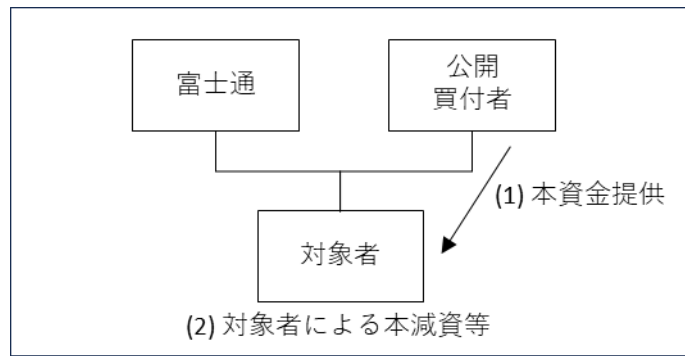 富士通
公開
買付者
(1) 本資金提供
対象者
(2) 対象者による本減資等